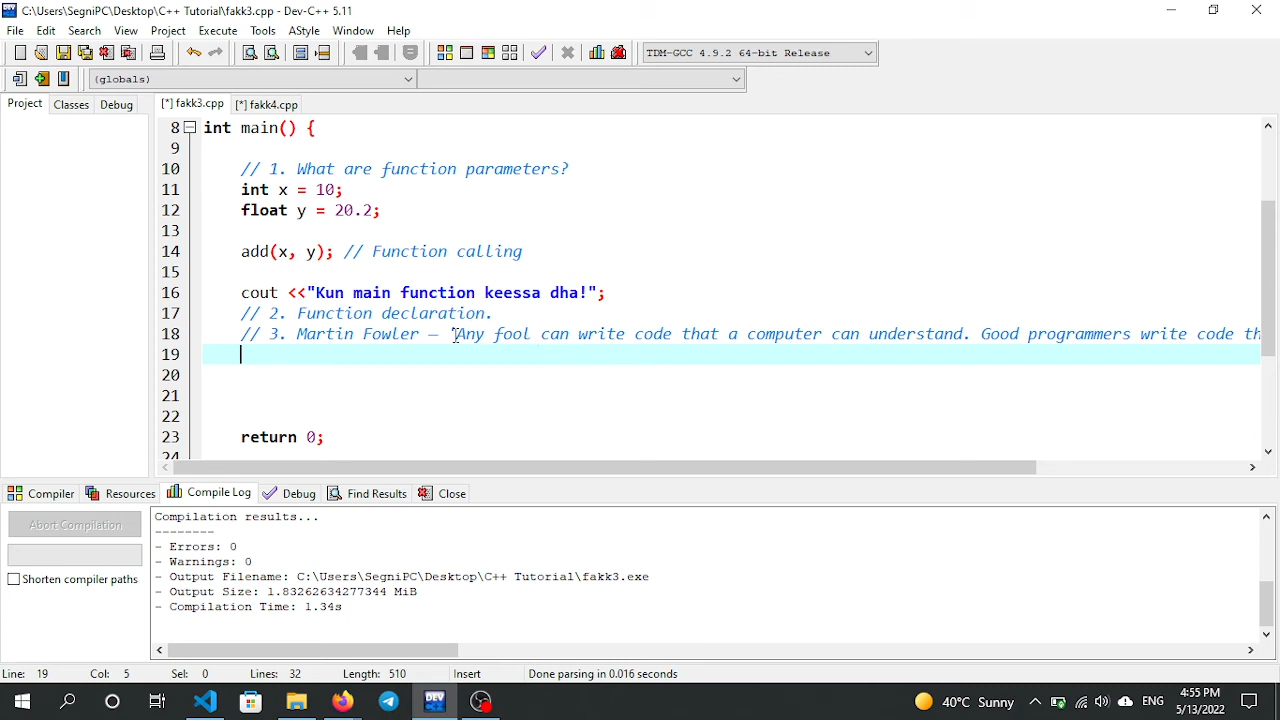 C:\Users\SegniPC\Desktop\C++ Tutorial\fakk3.cpp - Dev-C++ 5.11
File Edit Search View Project Execute Tools AStyle Window Help
TDM-GCC 4.9.2 64-bit Release
(globals)
Project Classes Debug [*] fakk3.cpp [*] fakk4.cpp
8 int main() {
9
10 // 1. What are function parameters?
11 int x = 10;
12 float y = 20.2;
13
14 add(x, y); // Function calling
15
16 cout <<"Kun main function keessa dha!";
17 // 2. Function declaration.
18 // 3. Martin Fowler — "Any fool can write code that a computer can understand. Good programmers write code th
19
20
21
22
23 return 0;
24
Compiler Resources Compile Log Debug Find Results Close
Abort Compilation
Shorten compiler paths
Compilation results...
--------
- Errors: 0
- Warnings: 0
- Output Filename: C:\Users\SegniPC\Desktop\C++ Tutorial\fakk3.exe
- Output Size: 1.83262634277344 MiB
- Compilation Time: 1.34s
Line: 19 Col: 5 Sel: 0 Lines: 32 Length: 510 Insert Done parsing in 0.016 seconds
DEV
40°C Sunny ENG 4:55 PM
5/13/2022